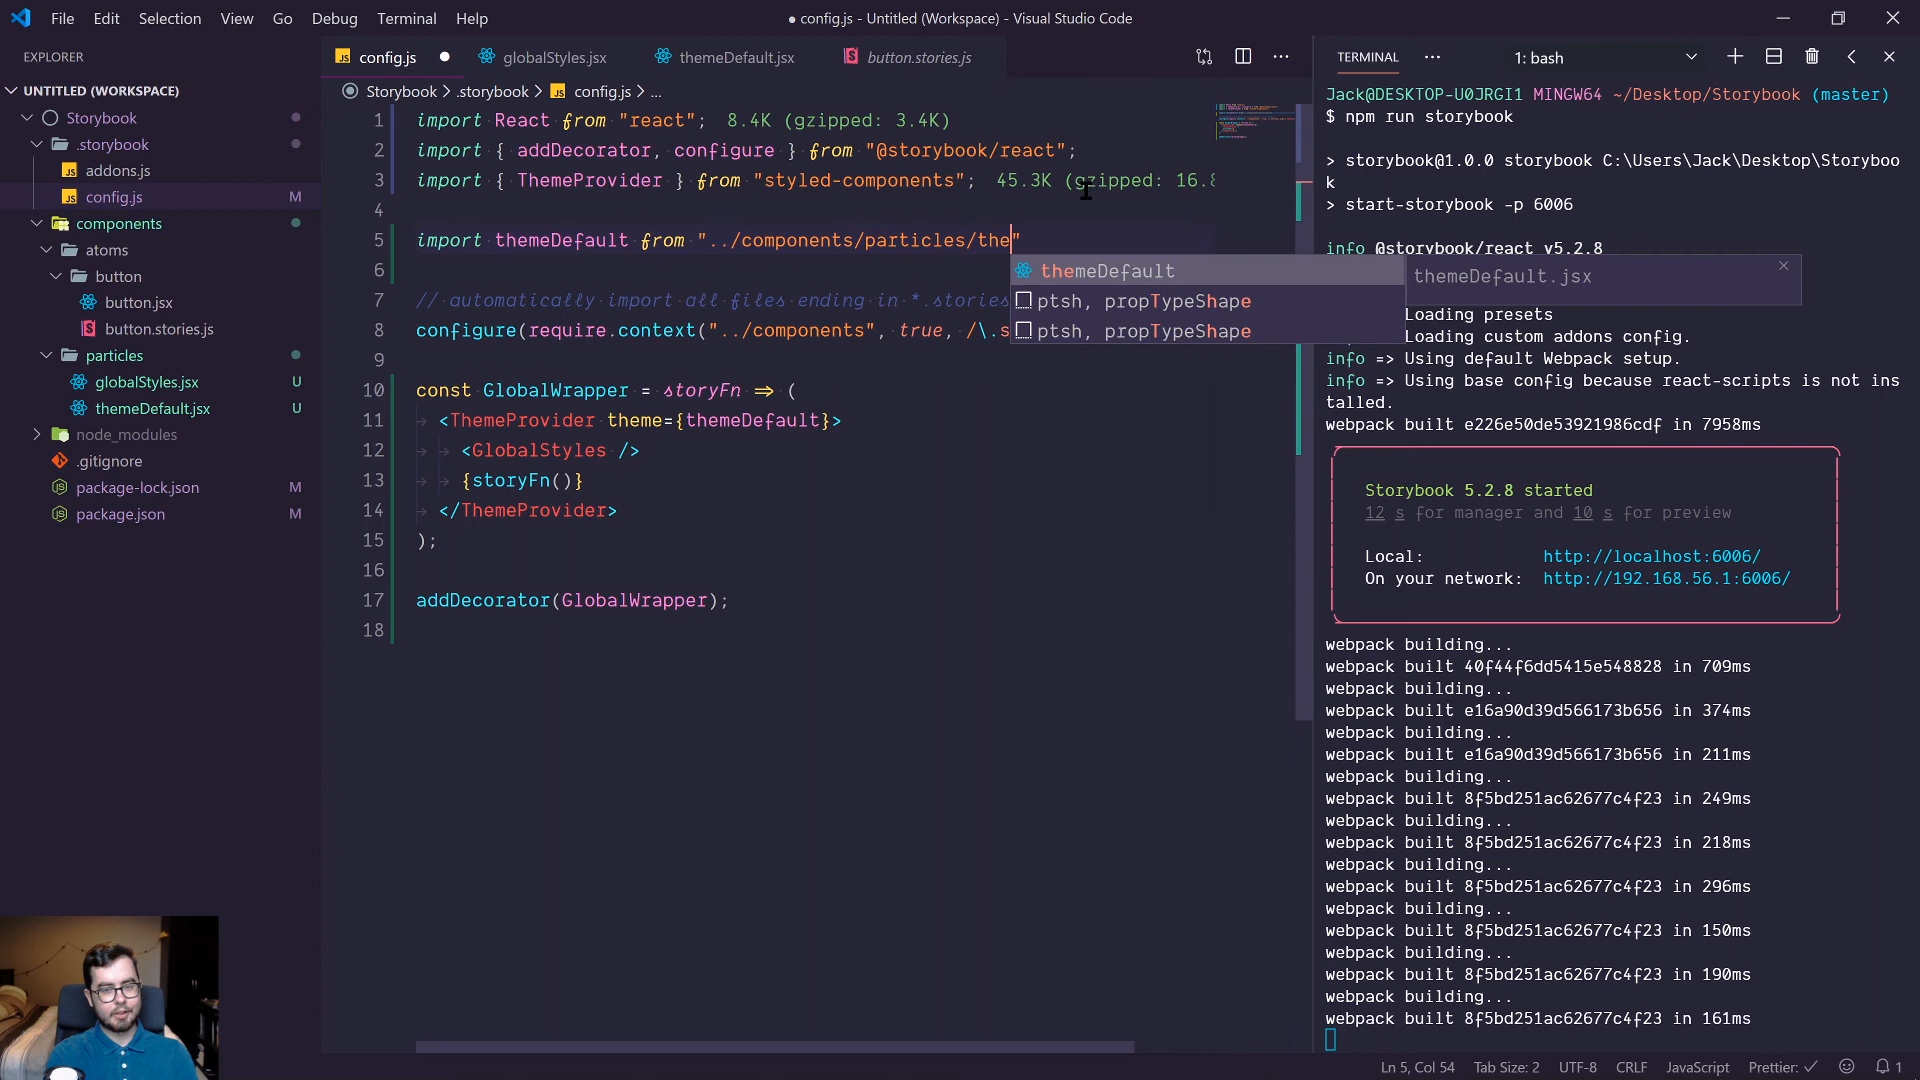 File Edit Selection View Go Debug Terminal Help
● config.js - Untitled (Workspace) - Visual Studio Code
EXPLORER
UNTITLED (WORKSPACE)
Storybook
.storybook
JS addons.js
JS config.js M
components
atoms
button
button.jsx
button.stories.js
particles
globalStyles.jsx U
themeDefault.jsx U
node_modules
.gitignore
package-lock.json M
package.json M
JS config.js ●
globalStyles.jsx
themeDefault.jsx
button.stories.js
Storybook > .storybook > JS config.js > ...
1 import React from "react"; 8.4K (gzipped: 3.4K)
2 import { addDecorator, configure } from "@storybook/react";
3 import { ThemeProvider } from "styled-components"; 45.3K (gzipped: 16.8
4
5 import themeDefault from "../components/particles/the"
6
7 // automatically import all files ending in *.stories
8 configure(require.context("../components", true, /\.s
9
10 const GlobalWrapper = storyFn => (
11 <ThemeProvider theme={themeDefault}>
12 <GlobalStyles />
13 {storyFn()}
14 </ThemeProvider>
15 );
16
17 addDecorator(GlobalWrapper);
18
themeDefault
ptsh, propTypeShape
ptsh, propTypeShape
themeDefault.jsx
TERMINAL ... 1: bash
Jack@DESKTOP-U0JRGI1 MINGW64 ~/Desktop/Storybook (master)
$ npm run storybook
> storybook@1.0.0 storybook C:\Users\Jack\Desktop\Storyboo
k
> start-storybook -p 6006
info @storybook/react v5.2.8
Loading presets
Loading custom addons config.
info => Using default Webpack setup.
info => Using base config because react-scripts is not ins
talled.
webpack built e226e50de53921986cdf in 7958ms
Storybook 5.2.8 started
12 s for manager and 10 s for preview
Local: http://localhost:6006/
On your network: http://192.168.56.1:6006/
webpack building...
webpack built 40f44f6dd5415e548828 in 709ms
webpack building...
webpack built e16a90d39d566173b656 in 374ms
webpack building...
webpack built e16a90d39d566173b656 in 211ms
webpack building...
webpack built 8f5bd251ac62677c4f23 in 249ms
webpack building...
webpack built 8f5bd251ac62677c4f23 in 218ms
webpack building...
webpack built 8f5bd251ac62677c4f23 in 296ms
webpack building...
webpack built 8f5bd251ac62677c4f23 in 150ms
webpack building...
webpack built 8f5bd251ac62677c4f23 in 190ms
webpack building...
webpack built 8f5bd251ac62677c4f23 in 161ms
Ln 5, Col 54 Tab Size: 2 UTF-8 CRLF JavaScript Prettier: ✓ 1